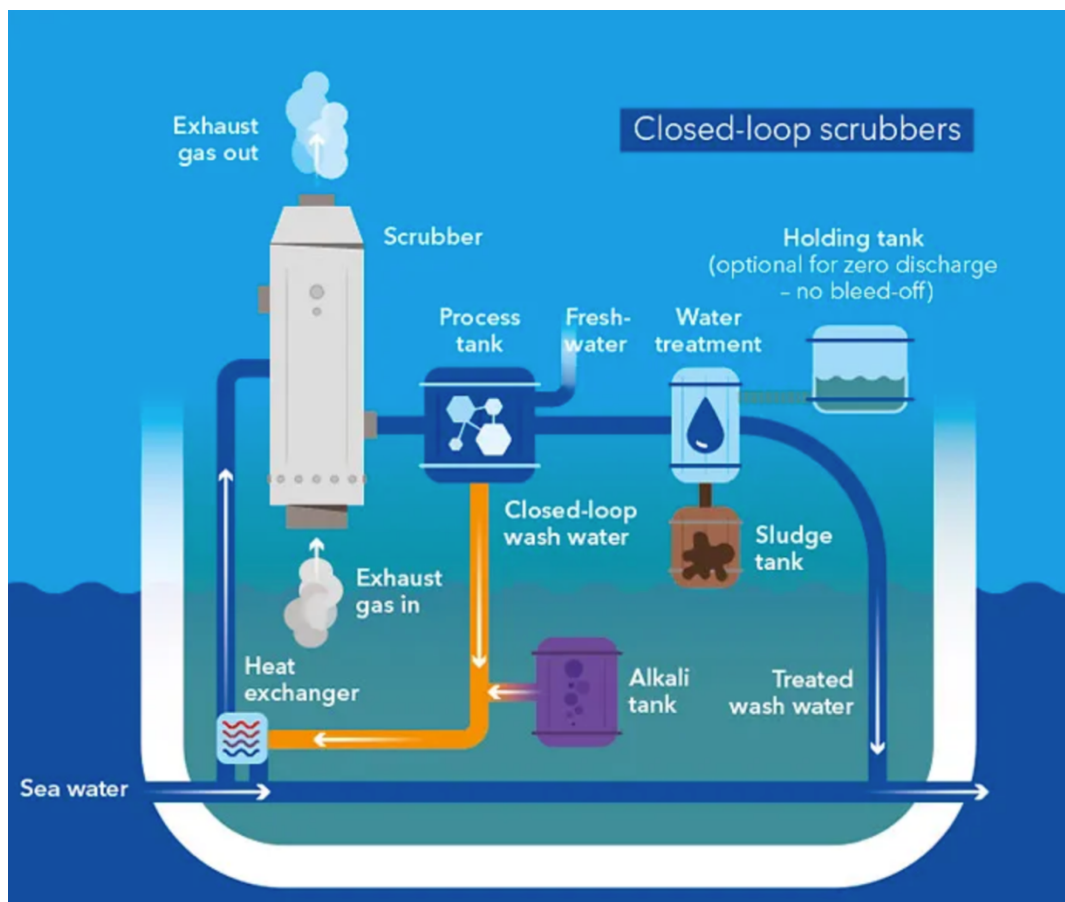 Closed-loop scrubbers
Exhaust
gas out
Scrubber
Holding tank
(optional for zero discharge
– no bleed-off)
Process
tank
Fresh-
water
Water
treatment
Closed-loop
wash water
Sludge
tank
Exhaust
gas in
Heat
exchanger
Alkali
tank
Treated
wash water
Sea water